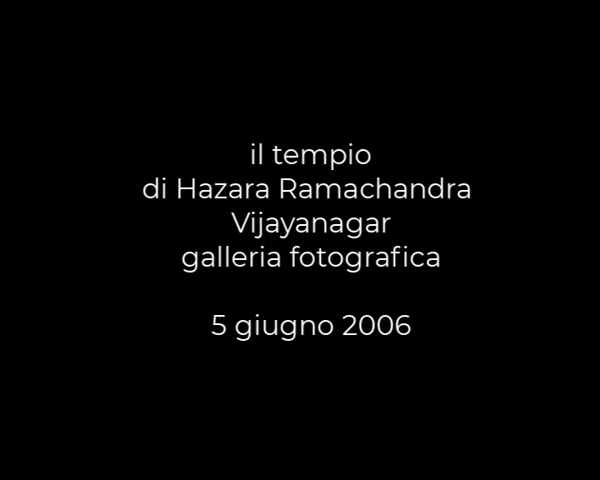 il tempio
di Hazara Ramachandra
Vijayanagar
galleria fotografica
5 giugno 2006